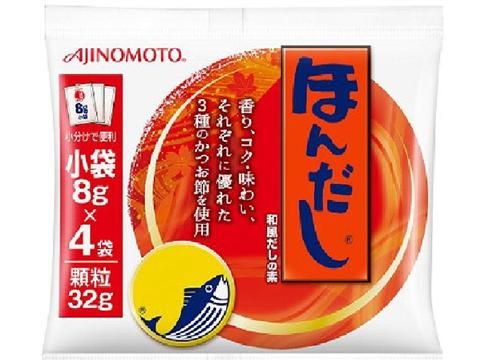 AJINOMOTO®
8g
小袋
小分けで便利
小袋
8g
×
4袋
顆粒
32g
香り、コク・味わい、
それぞれに優れた
3種のかつお節を使用
ほんだし®
和風だしの素
®